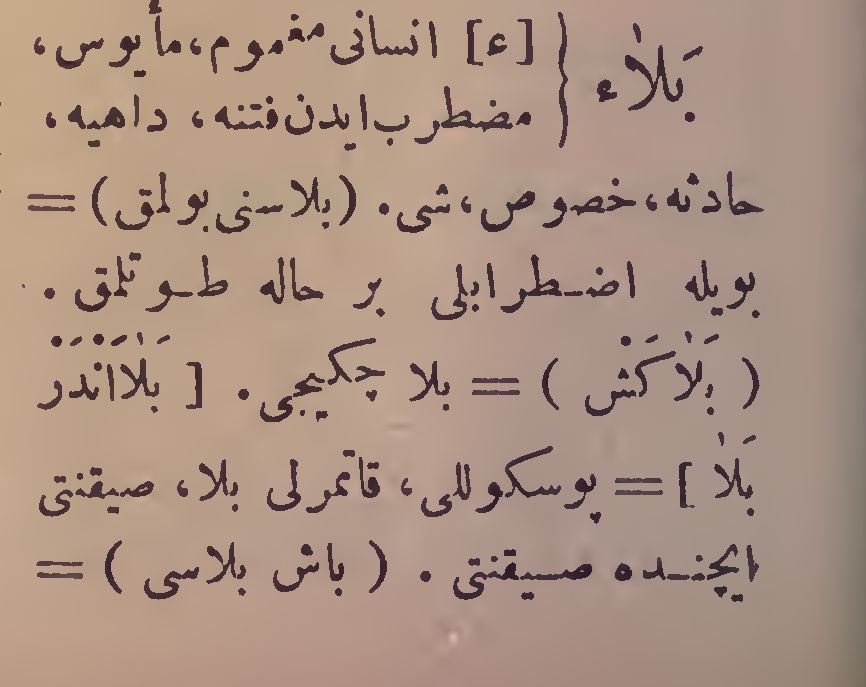 بَلَاء } [ء] انسانی مغموم، مأیوس،
مضطرب ایدن فتنه، داهیه،
حادثه، خصوص، شی. (بلاسنی بولمق) =
بویله اضطرابلی بر حاله طوتلمق.
( بَلَاکَشْ ) = بلا چکیجی. [ بَلَااَنْدَرْ
بَلَا ] = پوسکوللی، قاتمرلی بلا، صیقنتی
ایچنده صیقنتی. ( باش بلاسی ) =